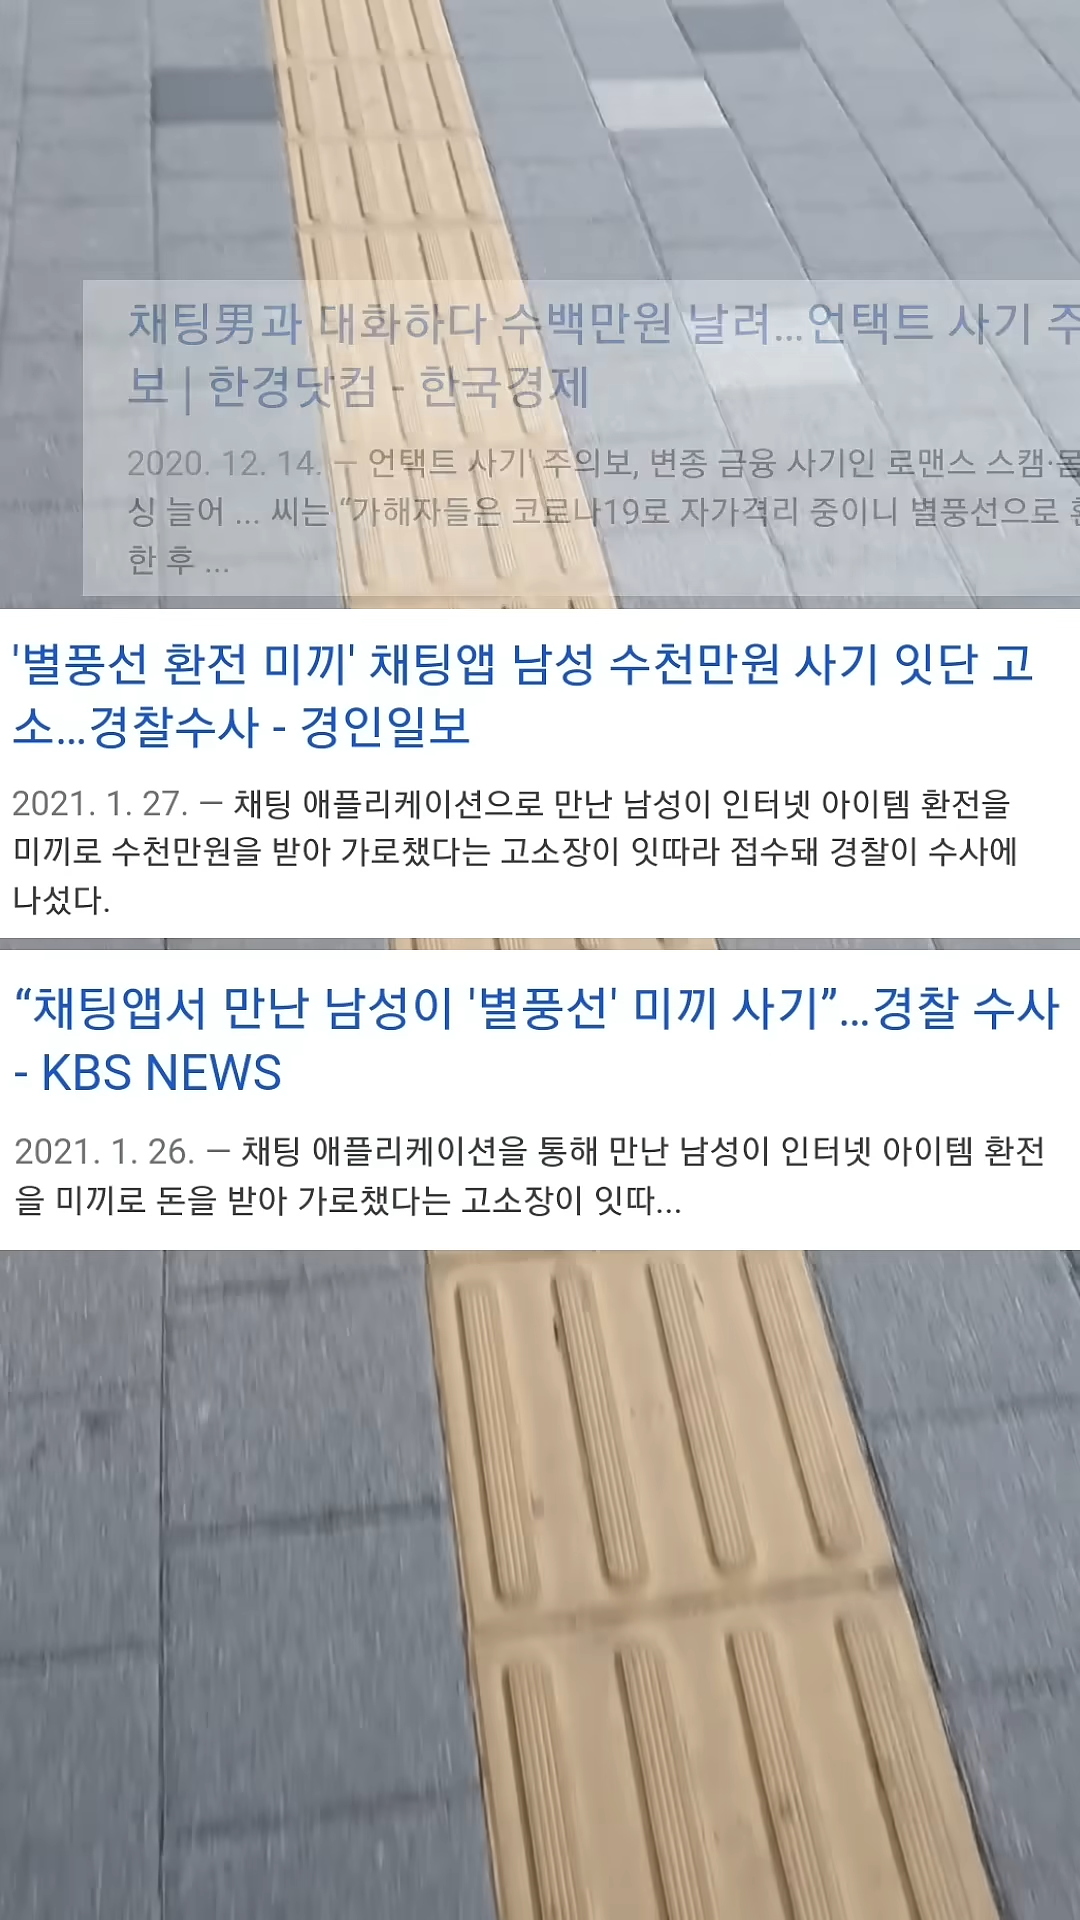 채팅男과 대화하다 수백만원 날려...언택트 사기 주
보 | 한경닷컴 - 한국경제
2020. 12. 14. — 언택트 사기' 주의보, 변종 금융 사기인 로맨스 스캠·몸
싱 늘어 ... 씨는 “가해자들은 코로나19로 자가격리 중이니 별풍선으로 환
한 후 ...
'별풍선 환전 미끼' 채팅앱 남성 수천만원 사기 잇단 고
소...경찰수사 - 경인일보
2021. 1. 27. — 채팅 애플리케이션으로 만난 남성이 인터넷 아이템 환전을
미끼로 수천만원을 받아 가로챘다는 고소장이 잇따라 접수돼 경찰이 수사에
나섰다.
“채팅앱서 만난 남성이 '별풍선' 미끼 사기”...경찰 수사
- KBS NEWS
2021. 1. 26. — 채팅 애플리케이션을 통해 만난 남성이 인터넷 아이템 환전
을 미끼로 돈을 받아 가로챘다는 고소장이 잇따...